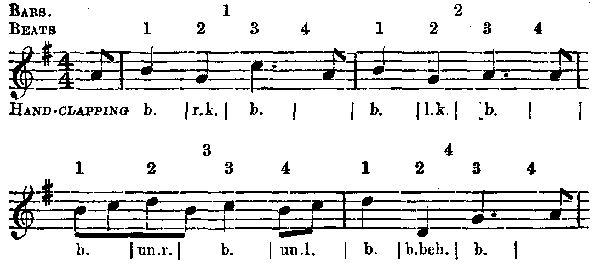 BARS. 1 2
BEATS 1 2 3 4 1 2 3 4
4
4
HAND-CLAPPING b. | r.k. | b. | | b. | l.k. | b. | |
3 4
1 2 3 4 1 2 3 4
b. | un.r. | b. | un.l. | b. | b.beh. | b. |